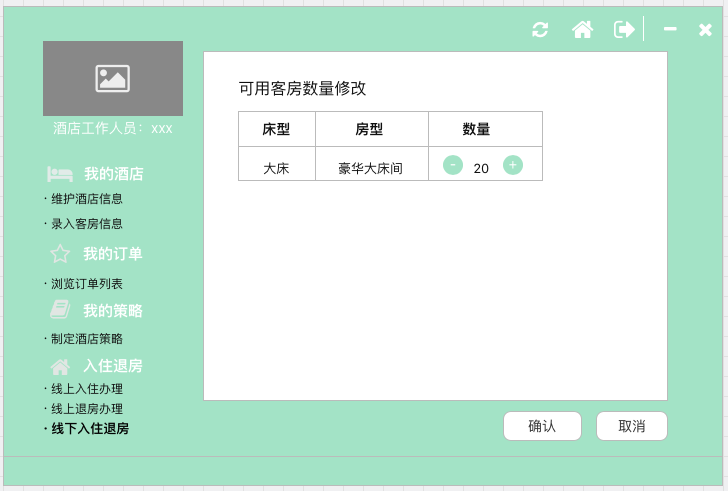 酒店工作人员：xxx
我的酒店
· 维护酒店信息
· 录入客房信息
我的订单
· 浏览订单列表
我的策略
· 制定酒店策略
入住退房
· 线上入住办理
· 线上退房办理
· 线下入住退房
可用客房数量修改
床型 房型 数量
大床 豪华大床间 - 20 +
确认 取消